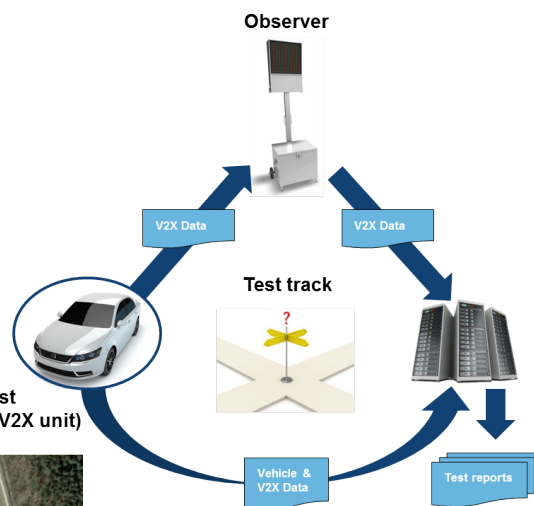 Observer
V2X Data
V2X Data
Test track
?
st
V2X unit)
Vehicle &
V2X Data
Test reports